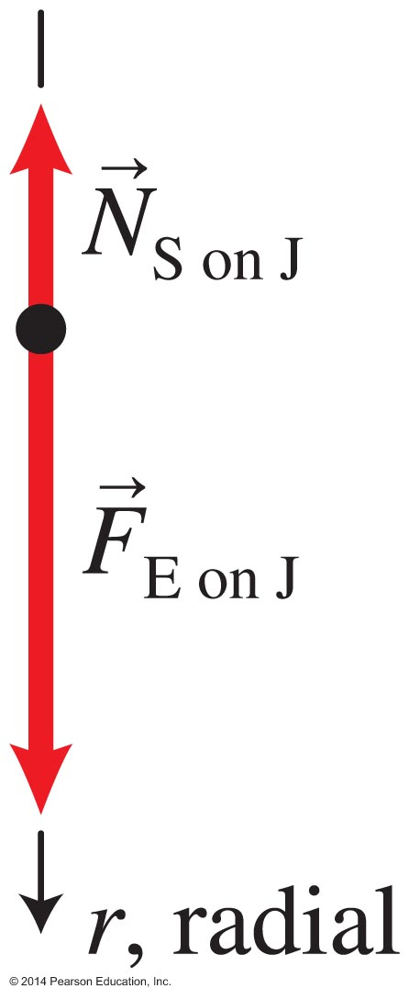 N⃗ S on J
F⃗ E on J
r, radial
© 2014 Pearson Education, Inc.